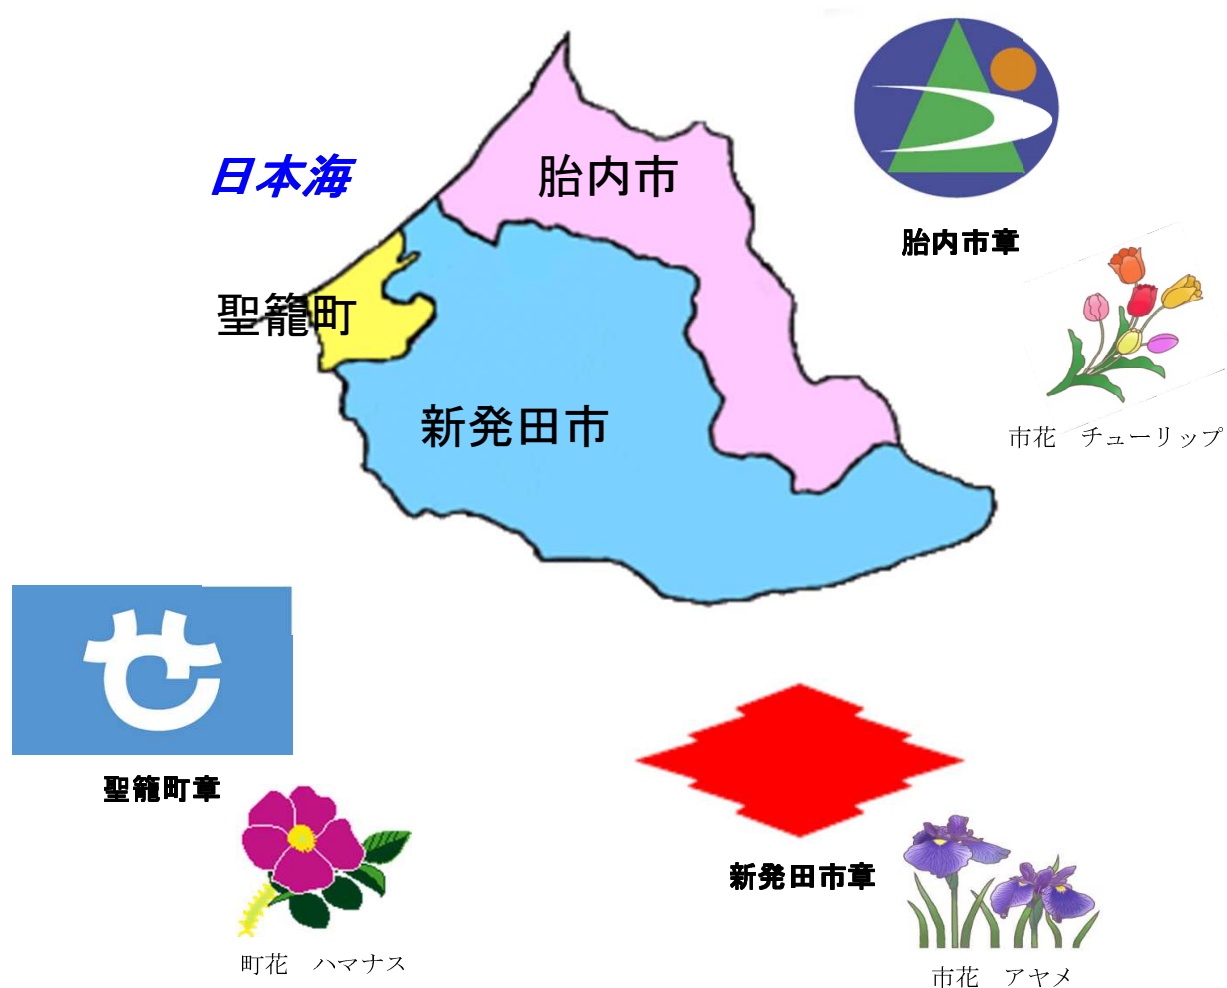 日本海
胎内市
聖籠町
新発田市
胎内市章
市花　チューリップ
聖籠町章
町花　ハマナス
新発田市章
市花　アヤメ